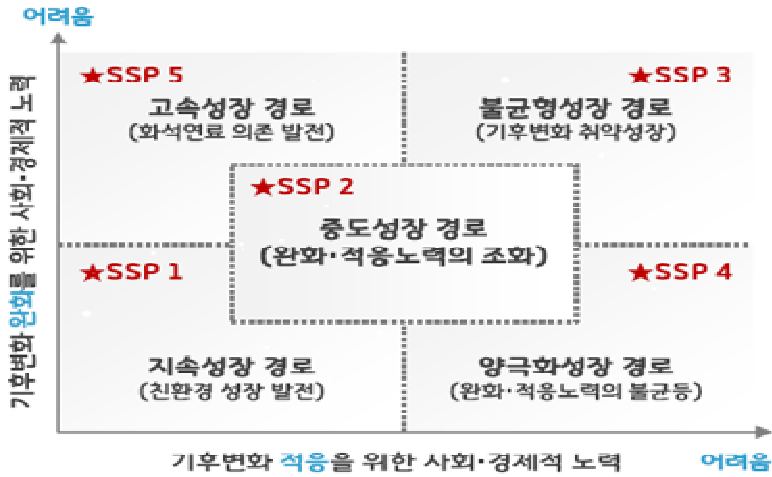 어려움
기후변화 완화를 위한 사회·경제적 노력
★SSP 5
고속성장 경로
(화석연료 의존 발전)
★SSP 3
불균형성장 경로
(기후변화 취약성장)
★SSP 2
중도성장 경로
(완화·적응노력의 조화)
★SSP 1
지속성장 경로
(친환경 성장 발전)
★SSP 4
양극화성장 경로
(완화·적응노력의 불균등)
기후변화 적응을 위한 사회·경제적 노력
어려움